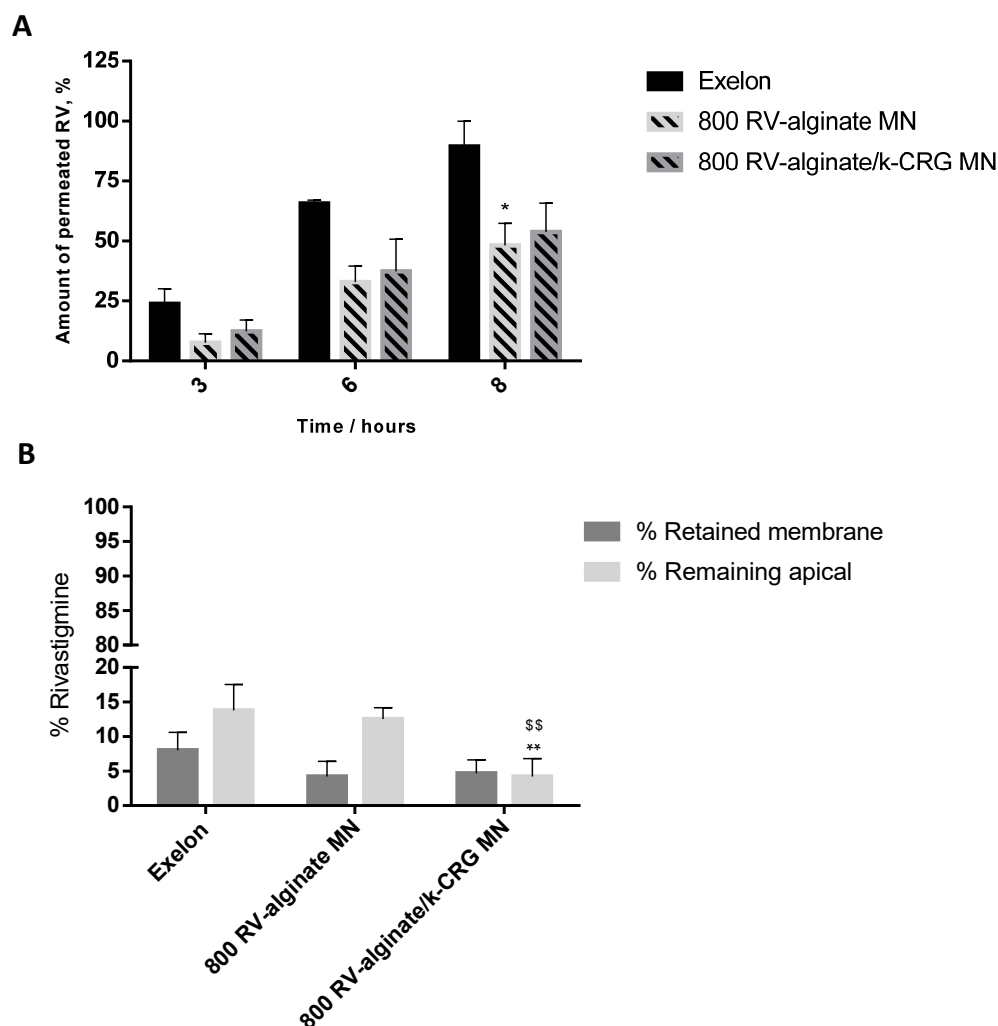 A
Amount of permeated RV, %
125
100
75
50
25
0
*
3
6
8
Time / hours
Exelon
800 RV-alginate MN
800 RV-alginate/k-CRG MN
B
% Rivastigmine
100
95
90
85
80
20
15
10
5
0
$$
**
Exelon
800 RV-alginate MN
800 RV-alginate/k-CRG MN
% Retained membrane
% Remaining apical